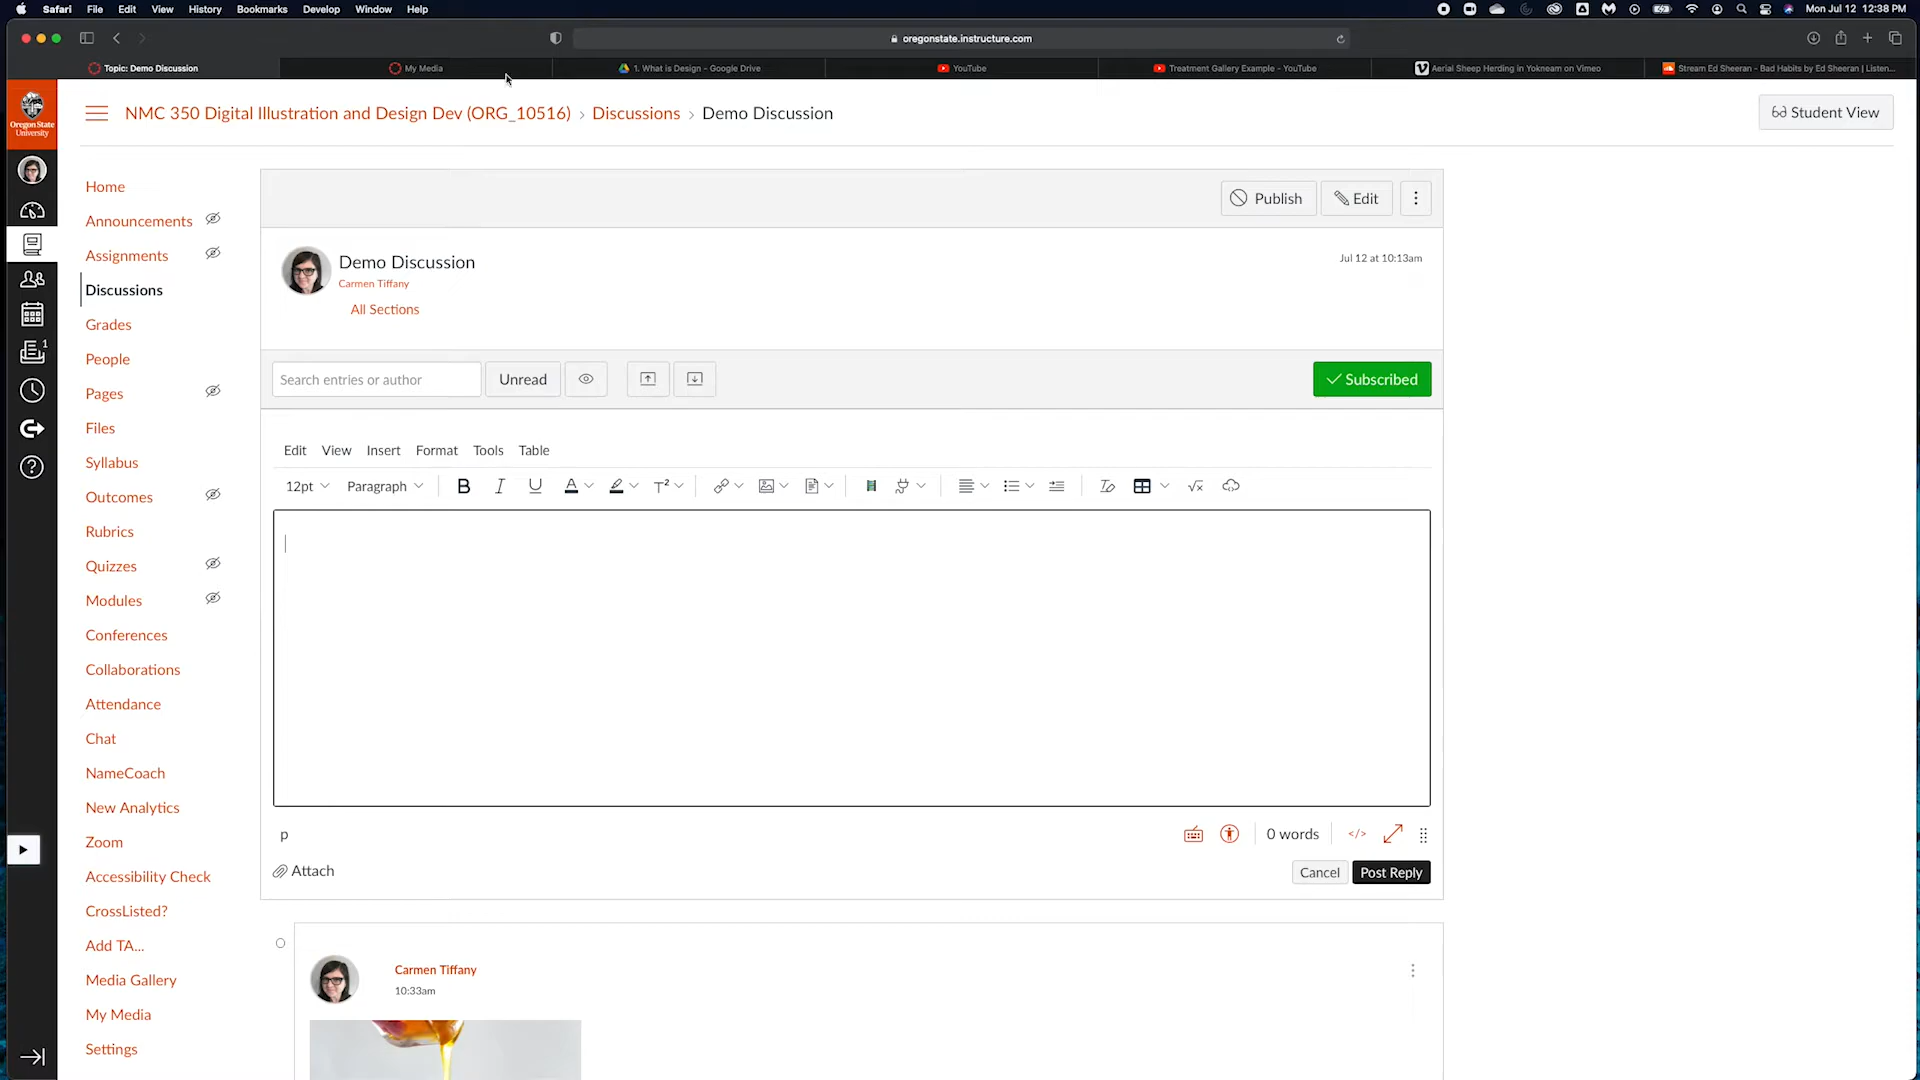 Safari File Edit View History Bookmarks Develop Window Help
Mon Jul 12 12:38 PM
oregonstate.instructure.com
Topic: Demo Discussion
My Media
1. What is Design - Google Drive
YouTube
Treatment Gallery Example - YouTube
Aerial Sheep Herding in Yokneam on Vimeo
Stream Ed Sheeran - Bad Habits by Ed Sheeran | Listen...
Oregon State
University
NMC 350 Digital Illustration and Design Dev (ORG_10516) › Discussions › Demo Discussion
Student View
Home
Announcements
Assignments
Discussions
Grades
People
1
Pages
Files
Syllabus
Outcomes
Rubrics
Quizzes
Modules
Conferences
Collaborations
Attendance
Chat
NameCoach
New Analytics
Zoom
Accessibility Check
CrossListed?
Add TA...
Media Gallery
My Media
Settings
Publish
Edit
Demo Discussion
Carmen Tiffany
All Sections
Jul 12 at 10:13am
Search entries or author
Unread
Subscribed
Edit View Insert Format Tools Table
12pt
Paragraph
B I U A T²
p
0 words
</>
Attach
Cancel
Post Reply
Carmen Tiffany
10:33am